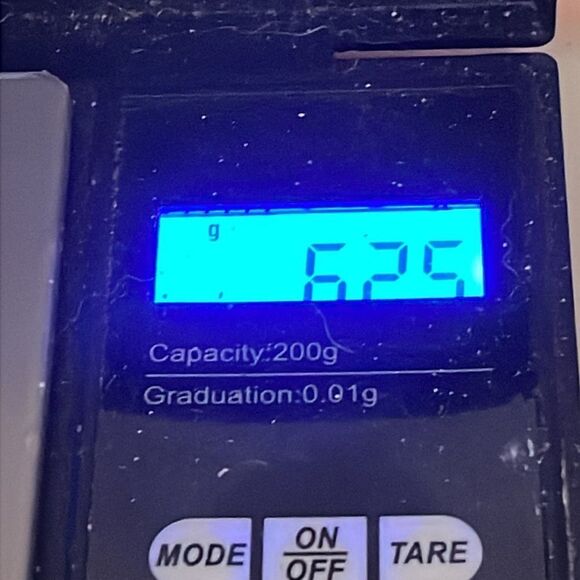 g
625
Capacity:200g
Graduation:0.01g
MODE
ON
OFF
TARE